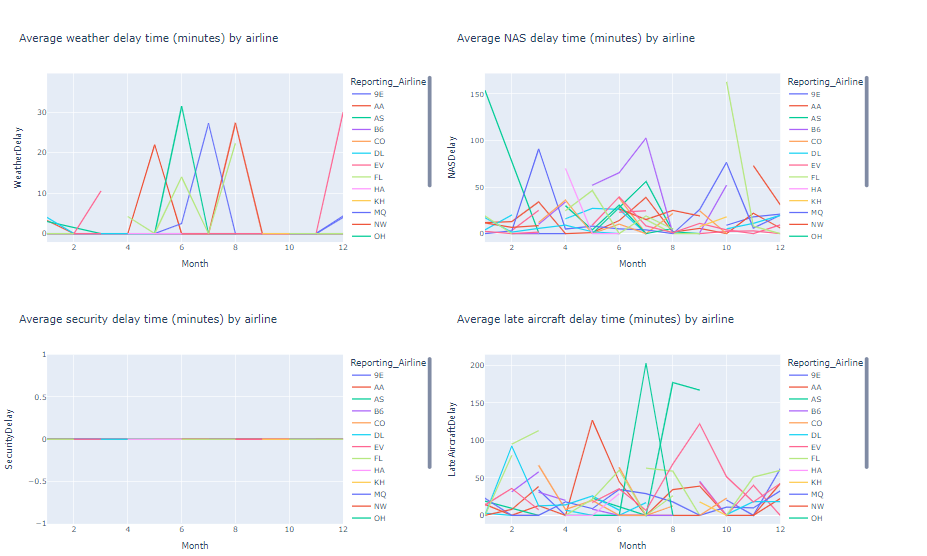 Average weather delay time (minutes) by airline
WeatherDelay
30
20
10
0
2
4
6
8
10
12
Month
Reporting_Airline
9E
AA
AS
B6
CO
DL
EV
FL
HA
KH
MQ
NW
OH
Average NAS delay time (minutes) by airline
NASDelay
150
100
50
0
2
4
6
8
10
12
Month
Reporting_Airline
9E
AA
AS
B6
CO
DL
EV
FL
HA
KH
MQ
NW
OH
Average security delay time (minutes) by airline
SecurityDelay
1
0.5
0
−0.5
−1
2
4
6
8
10
12
Month
Reporting_Airline
9E
AA
AS
B6
CO
DL
EV
FL
HA
KH
MQ
NW
OH
Average late aircraft delay time (minutes) by airline
LateAircraftDelay
200
150
100
50
0
2
4
6
8
10
12
Month
Reporting_Airline
9E
AA
AS
B6
CO
DL
EV
FL
HA
KH
MQ
NW
OH